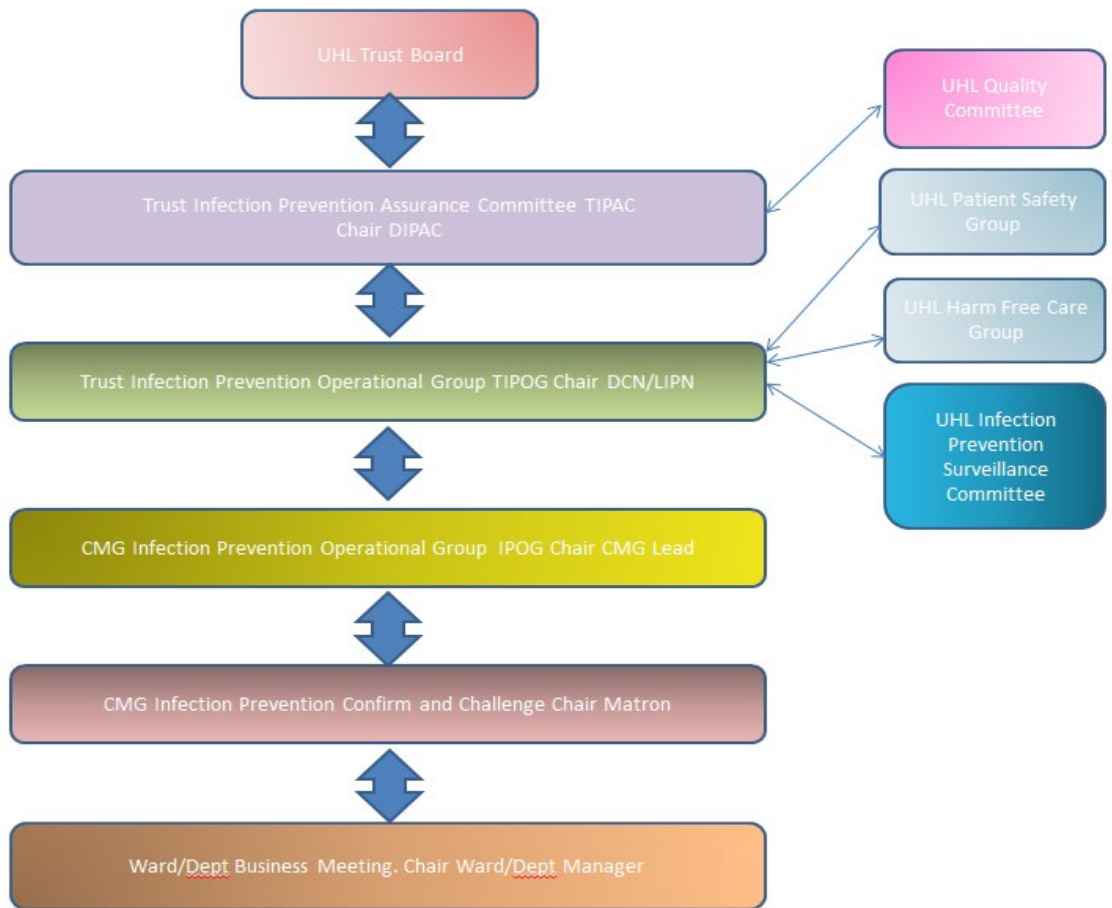 UHL Trust Board
UHL Quality
Committee
Trust Infection Prevention Assurance Committee TIPAC
Chair DIPAC
UHL Patient Safety
Group
UHL Harm Free Care
Group
Trust Infection Prevention Operational Group TIPOG Chair DCN/LIPN
UHL Infection
Prevention
Surveillance
Committee
CMG Infection Prevention Operational Group IPOG Chair CMG Lead
CMG Infection Prevention Confirm and Challenge Chair Matron
Ward/Dept Business Meeting. Chair Ward/Dept Manager